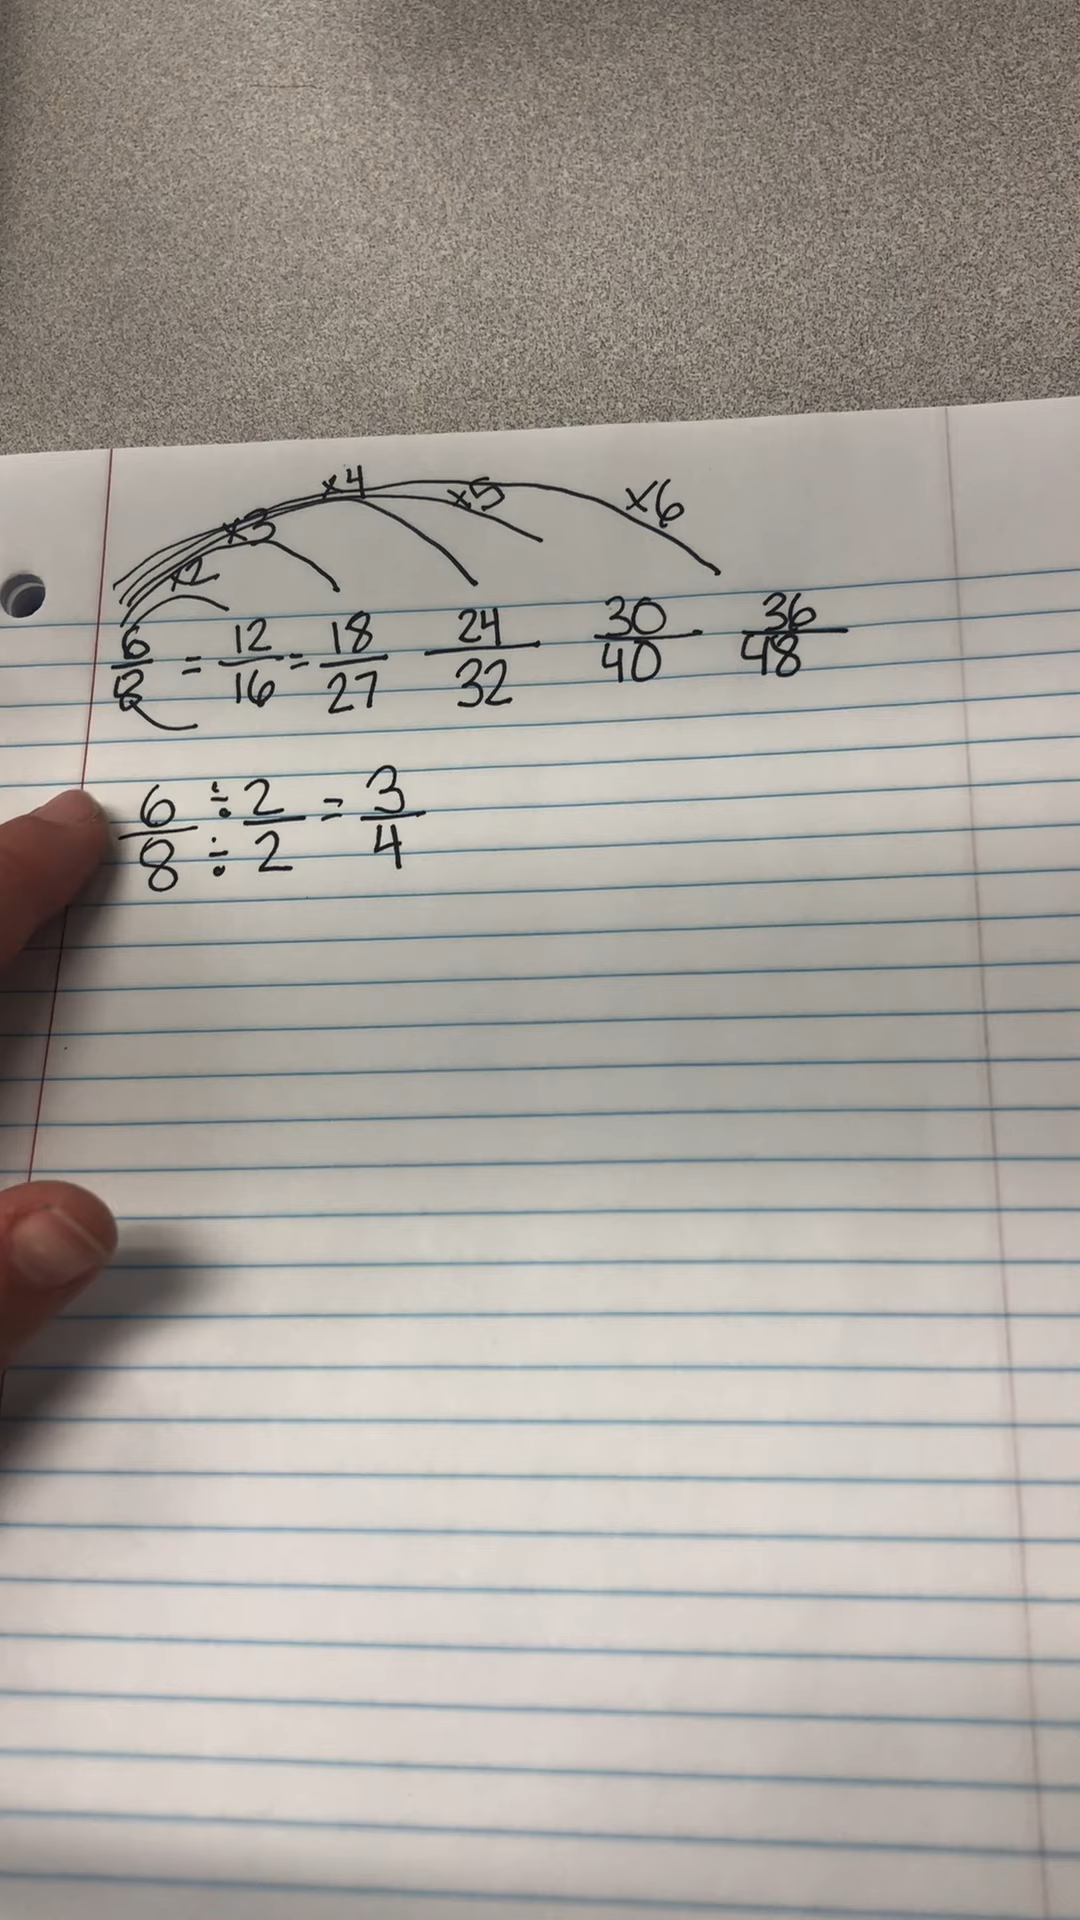 ×2 ×3 ×4 ×5 ×6
6/8 = 12/16 = 18/27 24/32 30/40 36/48
6/8 ÷2/÷2 = 3/4